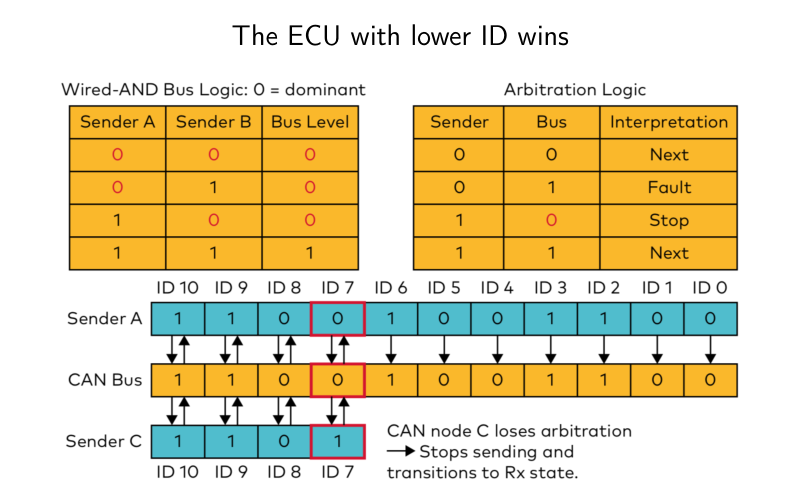 The ECU with lower ID wins
Wired-AND Bus Logic: 0 = dominant
Sender A Sender B Bus Level
0 0 0
0 1 0
1 0 0
1 1 1
Arbitration Logic
Sender Bus Interpretation
0 0 Next
0 1 Fault
1 0 Stop
1 1 Next
ID 10 ID 9 ID 8 ID 7 ID 6 ID 5 ID 4 ID 3 ID 2 ID 1 ID 0
Sender A 1 1 0 0 1 0 0 1 1 0 0
CAN Bus 1 1 0 0 1 0 0 1 1 0 0
Sender C 1 1 0 1
ID 10 ID 9 ID 8 ID 7
CAN node C loses arbitration
→ Stops sending and
transitions to Rx state.